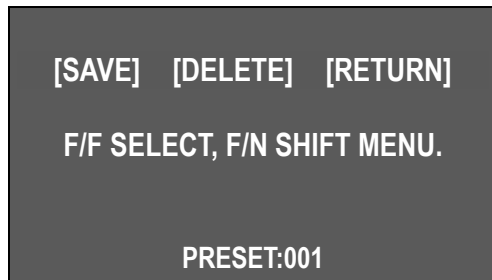 [SAVE] [DELETE] [RETURN]
F/F SELECT, F/N SHIFT MENU.
PRESET:001